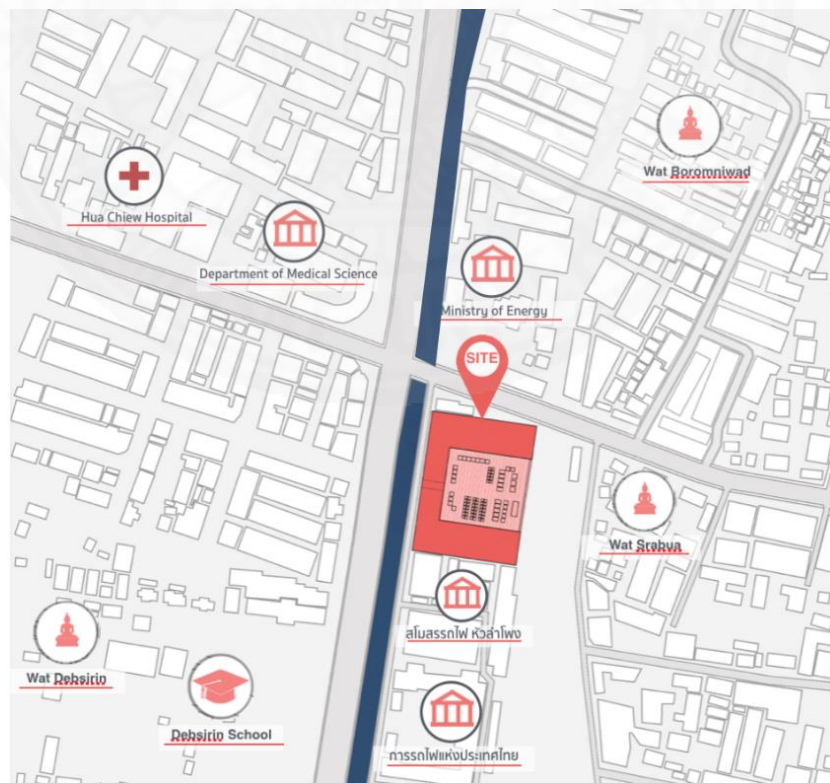 Wat Boromniwad
Hua Chiew Hospital
Department of Medical Science
Ministry of Energy
SITE
Wat Srabua
สโมสรรถไฟ หัวลำโพง
Wat Debsirin
Debsirin School
การรถไฟแห่งประเทศไทย